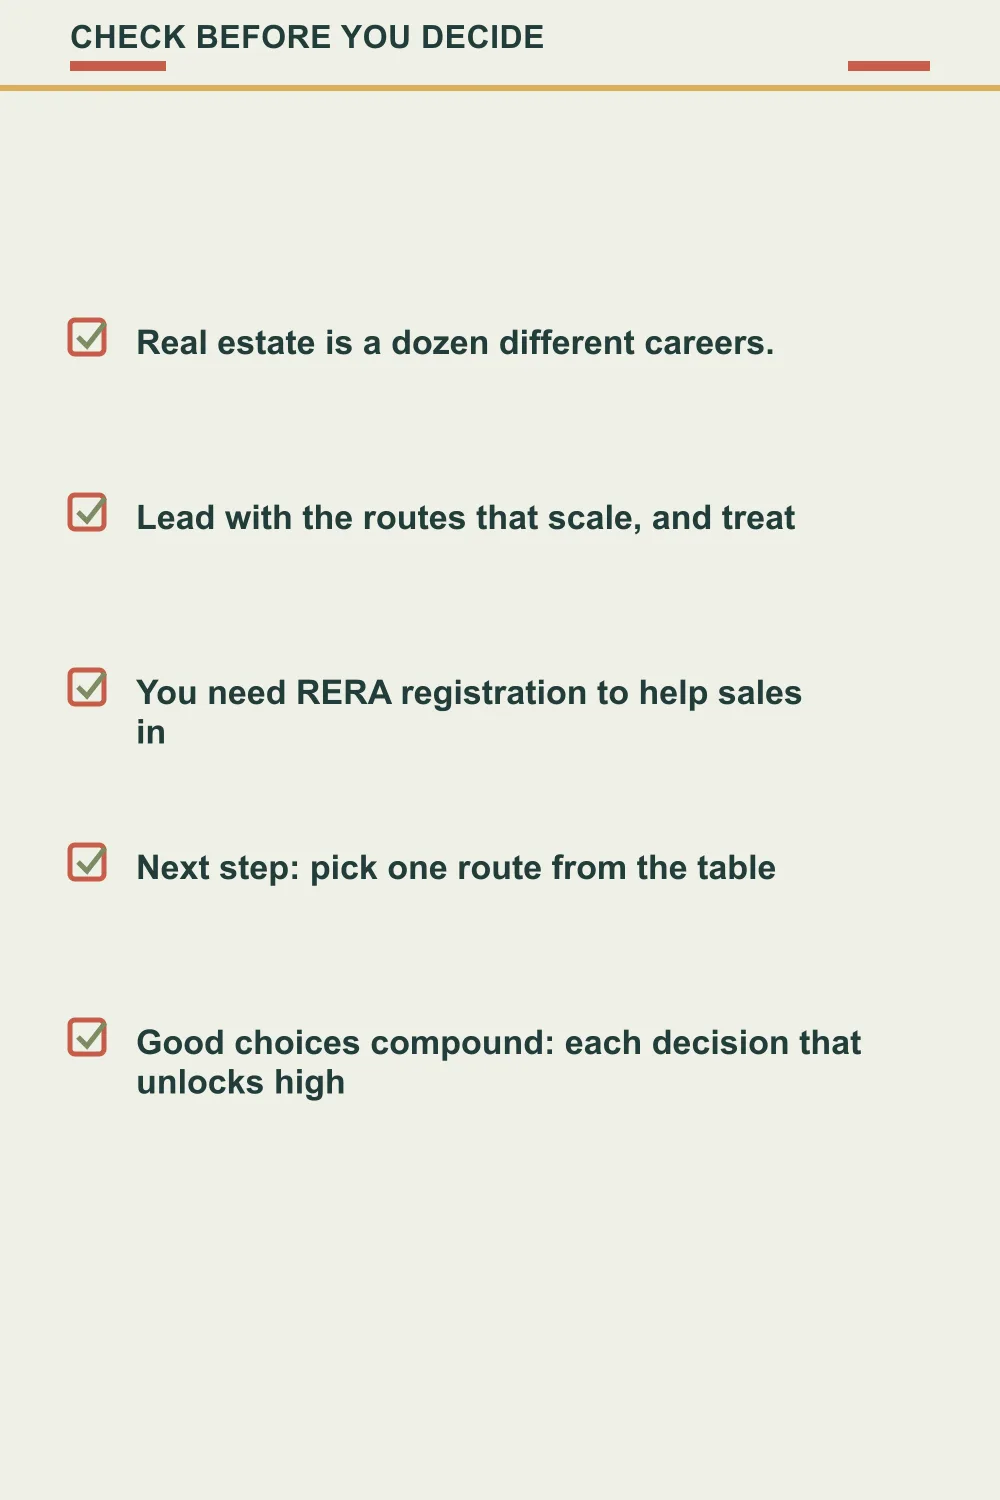 CHECK BEFORE YOU DECIDE
Real estate is a dozen different careers.
Lead with the routes that scale, and treat
You need RERA registration to help sales
in
Next step: pick one route from the table
Good choices compound: each decision that
unlocks high